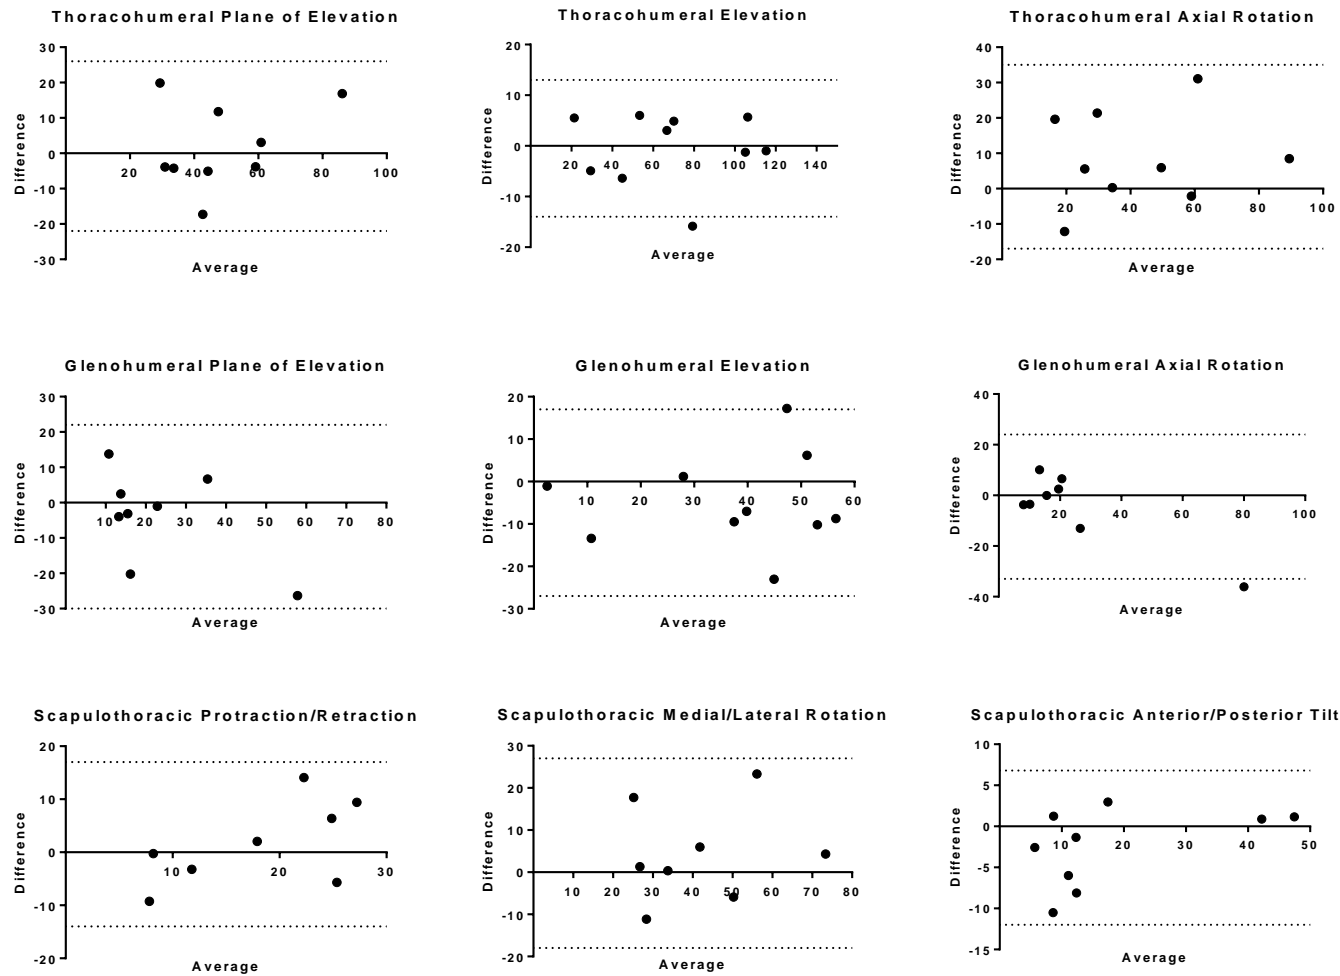 Thoracohumeral Plane of Elevation
30
20
10
0
-10
-20
-30
20 40 60 80 100
Difference
Average
Thoracohumeral Elevation
20
10
0
-10
-20
20 40 60 80 100 120 140
Difference
Average
Thoracohumeral Axial Rotation
40
30
20
10
0
-10
-20
20 40 60 80 100
Difference
Average
Glenohumeral Plane of Elevation
30
20
10
0
-10
-20
-30
10 20 30 40 50 60 70 80
Difference
Average
Glenohumeral Elevation
20
10
0
-10
-20
-30
10 20 30 40 50 60
Difference
Average
Glenohumeral Axial Rotation
40
20
0
-20
-40
20 40 60 80 100
Difference
Average
Scapulothoracic Protraction/Retraction
20
10
0
-10
-20
10 20 30
Difference
Average
Scapulothoracic Medial/Lateral Rotation
30
20
10
0
-10
-20
10 20 30 40 50 60 70 80
Difference
Average
Scapulothoracic Anterior/Posterior Tilt
10
5
0
-5
-10
-15
10 20 30 40 50
Difference
Average